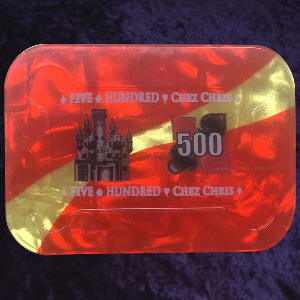 ♠ FIVE ♠ HUNDRED ♥ CHEZ CHRIS ♦
500
♠ FIVE ♠ HUNDRED ♥ CHEZ CHRIS ♦